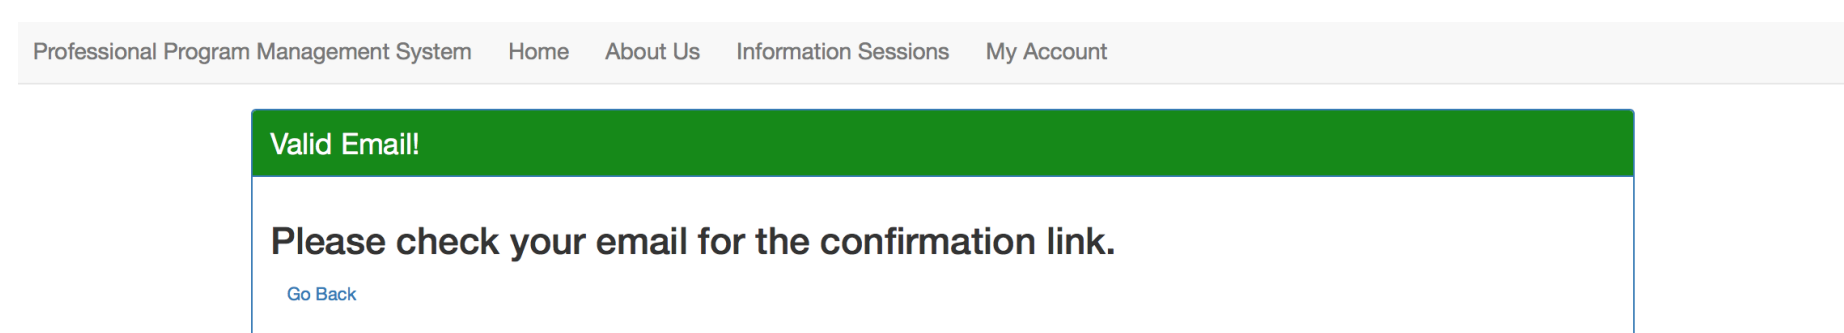 Professional Program Management System Home About Us Information Sessions My Account
Valid Email!
Please check your email for the confirmation link.
Go Back